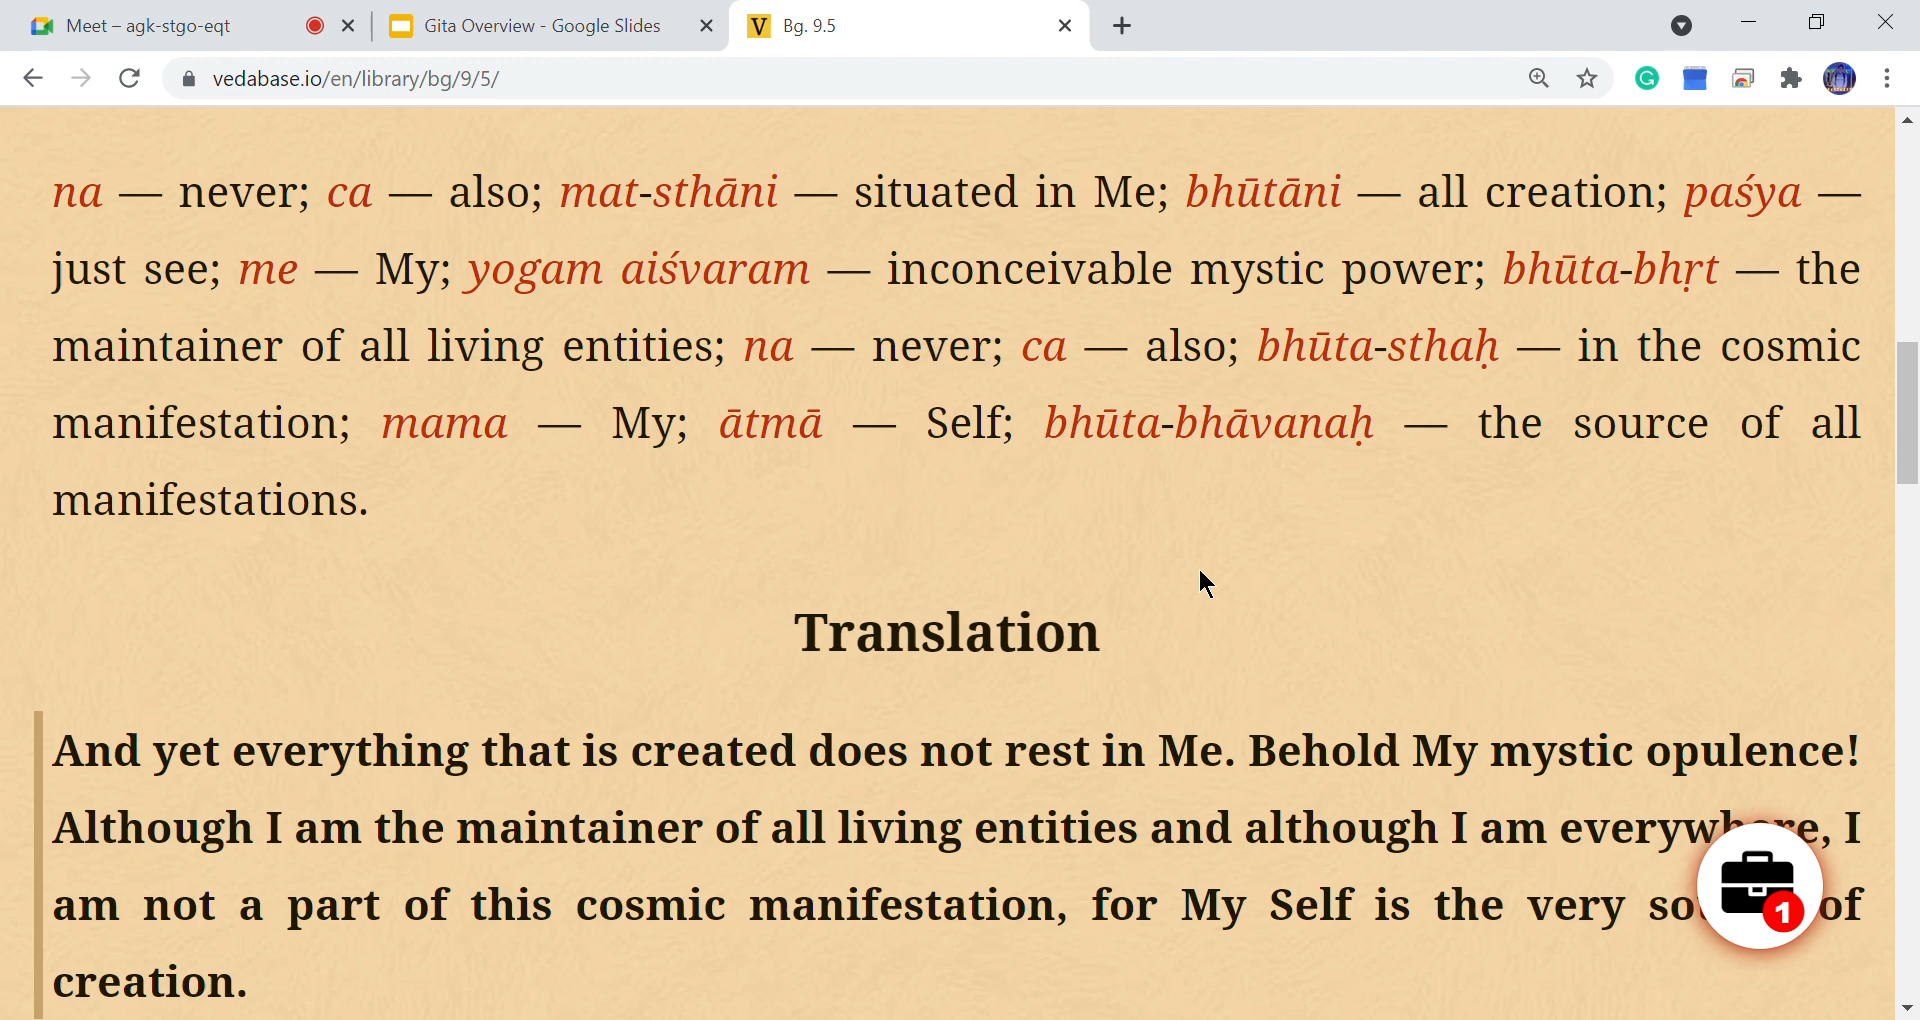 Meet – agk-stgo-eqt
Gita Overview - Google Slides
V Bg. 9.5
vedabase.io/en/library/bg/9/5/
na — never; ca — also; mat-sthāni — situated in Me; bhūtāni — all creation; paśya —
just see; me — My; yogam aiśvaram — inconceivable mystic power; bhūta-bhṛt — the
maintainer of all living entities; na — never; ca — also; bhūta-sthaḥ — in the cosmic
manifestation; mama — My; ātmā — Self; bhūta-bhāvanaḥ — the source of all
manifestations.
Translation
And yet everything that is created does not rest in Me. Behold My mystic opulence!
Although I am the maintainer of all living entities and although I am everywhere, I
am not a part of this cosmic manifestation, for My Self is the very of
1
creation.